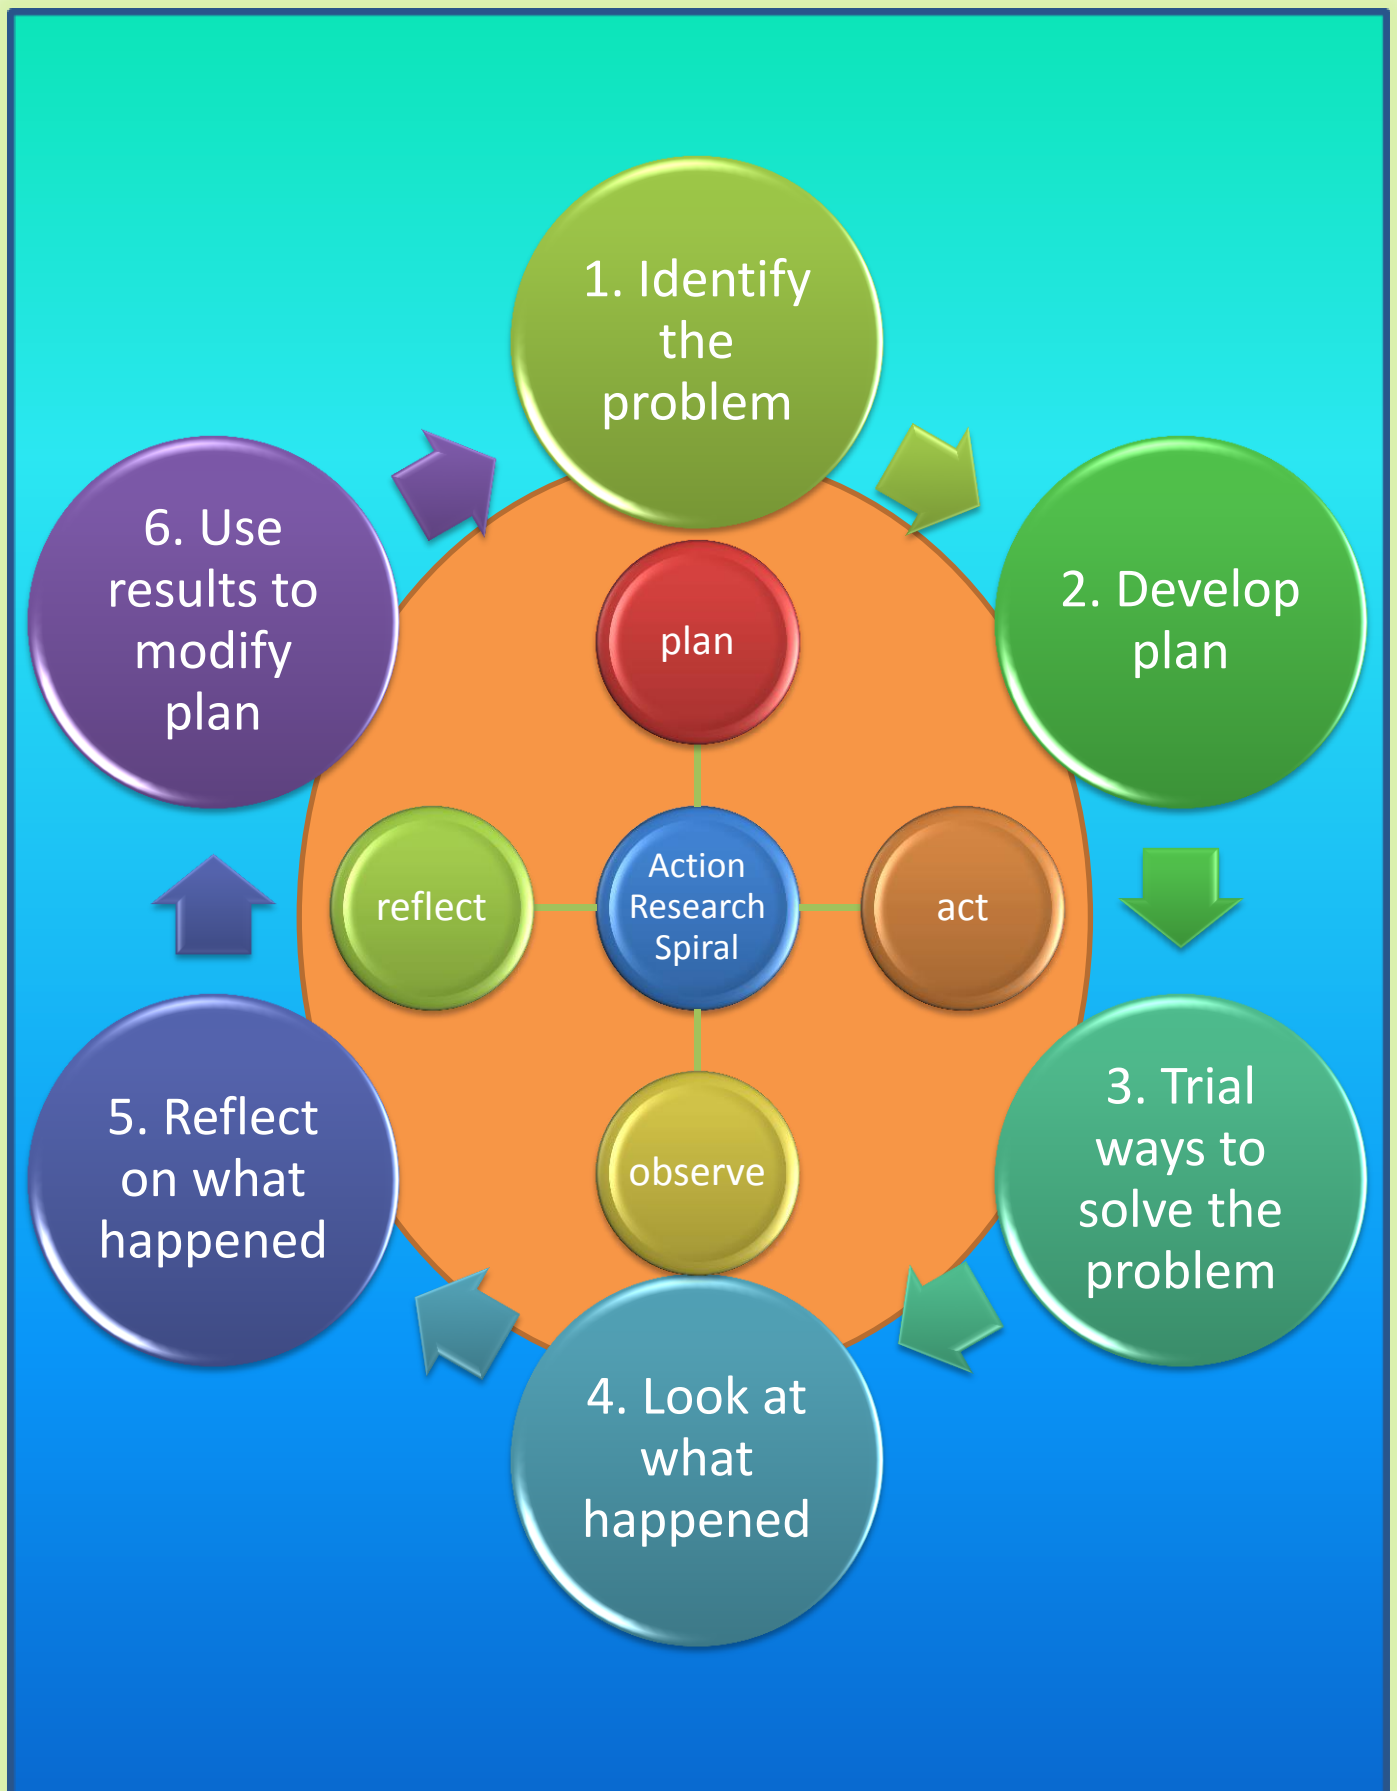 1. Identify
the
problem
2. Develop
plan
3. Trial
ways to
solve the
problem
4. Look at
what
happened
5. Reflect
on what
happened
6. Use
results to
modify
plan
plan
act
observe
reflect
Action
Research
Spiral